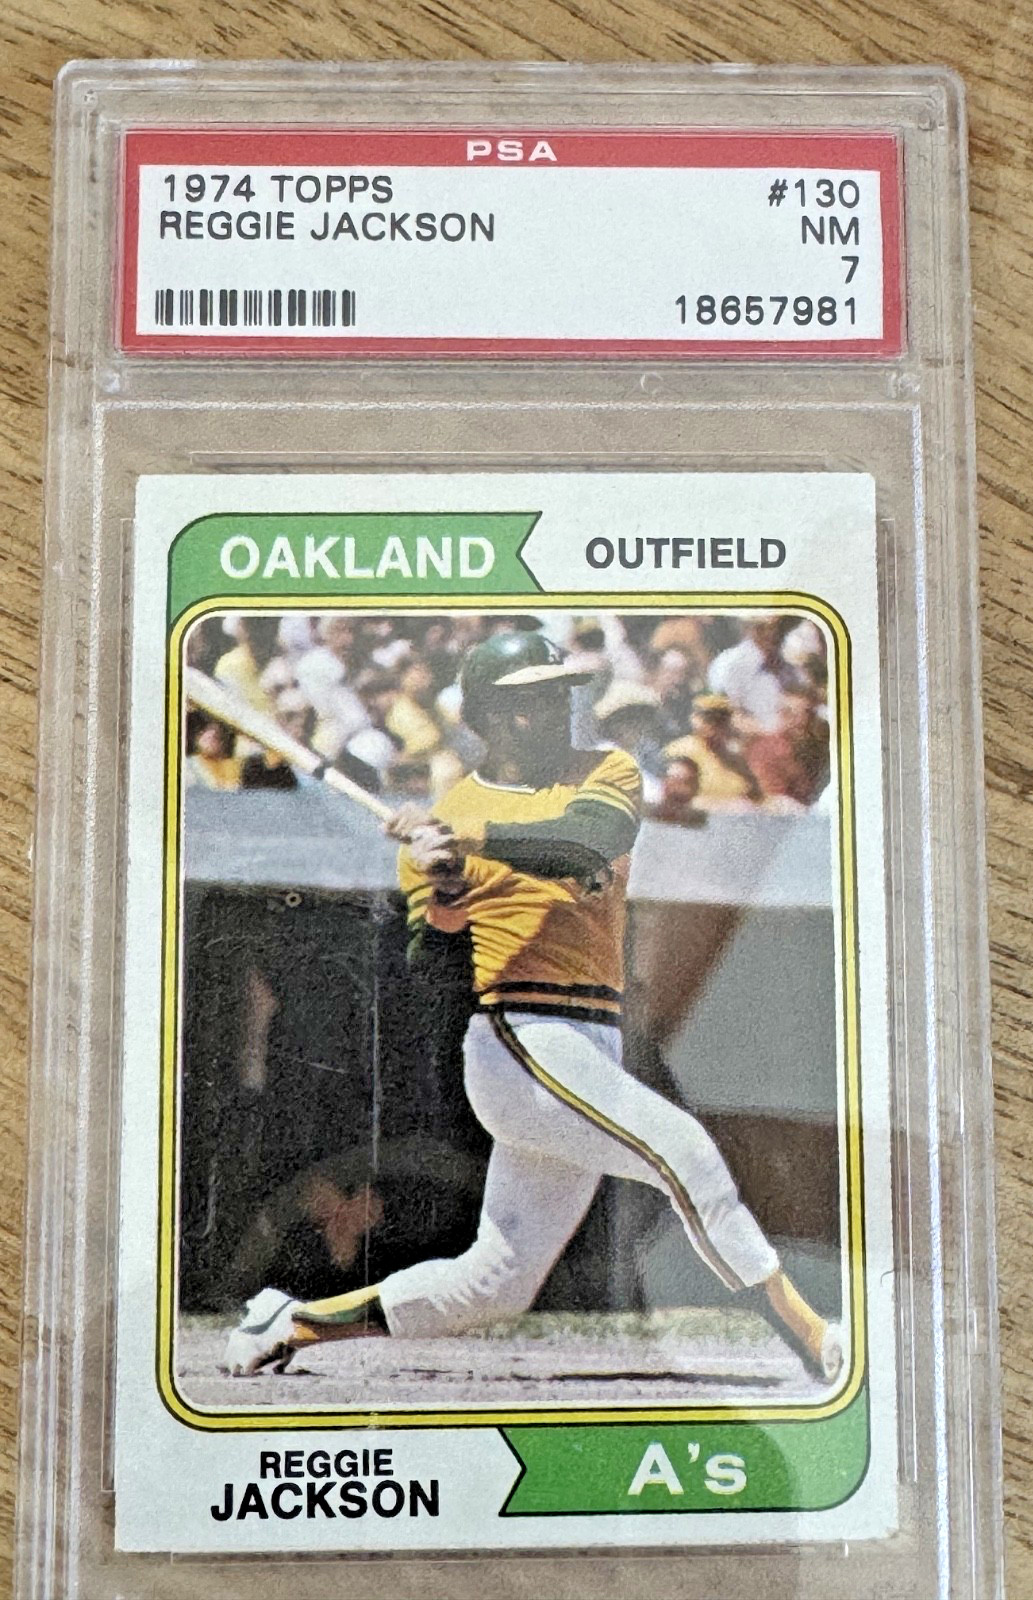 PSA
1974 TOPPS #130
REGGIE JACKSON NM
7
18657981
OAKLAND OUTFIELD
A
REGGIE
JACKSON
A's